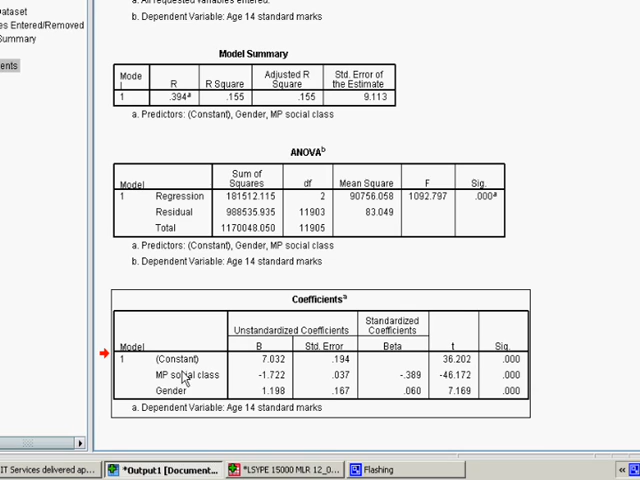 a. All requested variables entered.
ataset
b. Dependent Variable: Age 14 standard marks
es Entered/Removed
Summary
ents
Model Summary
Mode l R R Square Adjusted R Square Std. Error of the Estimate
1 .394a .155 .155 9.113
a. Predictors: (Constant), Gender, MP social class
ANOVAb
Model Sum of Squares df Mean Square F Sig.
1 Regression 181512.115 2 90756.058 1092.797 .000a
Residual 988535.935 11903 83.049
Total 1170048.050 11905
a. Predictors: (Constant), Gender, MP social class
b. Dependent Variable: Age 14 standard marks
Coefficientsa
Unstandardized Coefficients Standardized Coefficients
Model B Std. Error Beta t Sig.
1 (Constant) 7.032 .194 36.202 .000
MP social class -1.722 .037 -.389 -46.172 .000
Gender 1.198 .167 .060 7.169 .000
a. Dependent Variable: Age 14 standard marks
IT Services delivered ap... *Output1 [Document... *LSYPE 15000 MLR 12_0... Flashing «